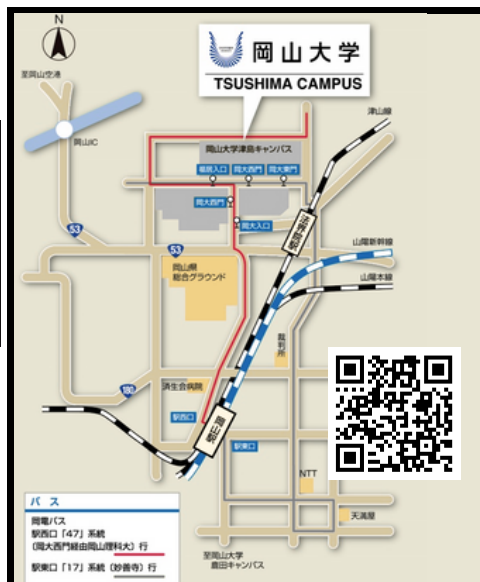 N
岡山大学
TSUSHIMA CAMPUS
至岡山空港
津山線
岡山IC
岡山大学津島キャンパス
福居入口
岡大西門
岡大東門
岡大西門
岡大入口
法界院駅
53
53
山陽新幹線
岡山県
総合グラウンド
山陽本線
裁判所
180
済生会病院
駅西口
岡山駅
駅東口
NTT
天満屋
バス
岡電バス
駅西口「47」系統
(岡大西門経由岡山理科大)行
駅東口「17」系統(妙善寺)行
至岡山大学
鹿田キャンパス